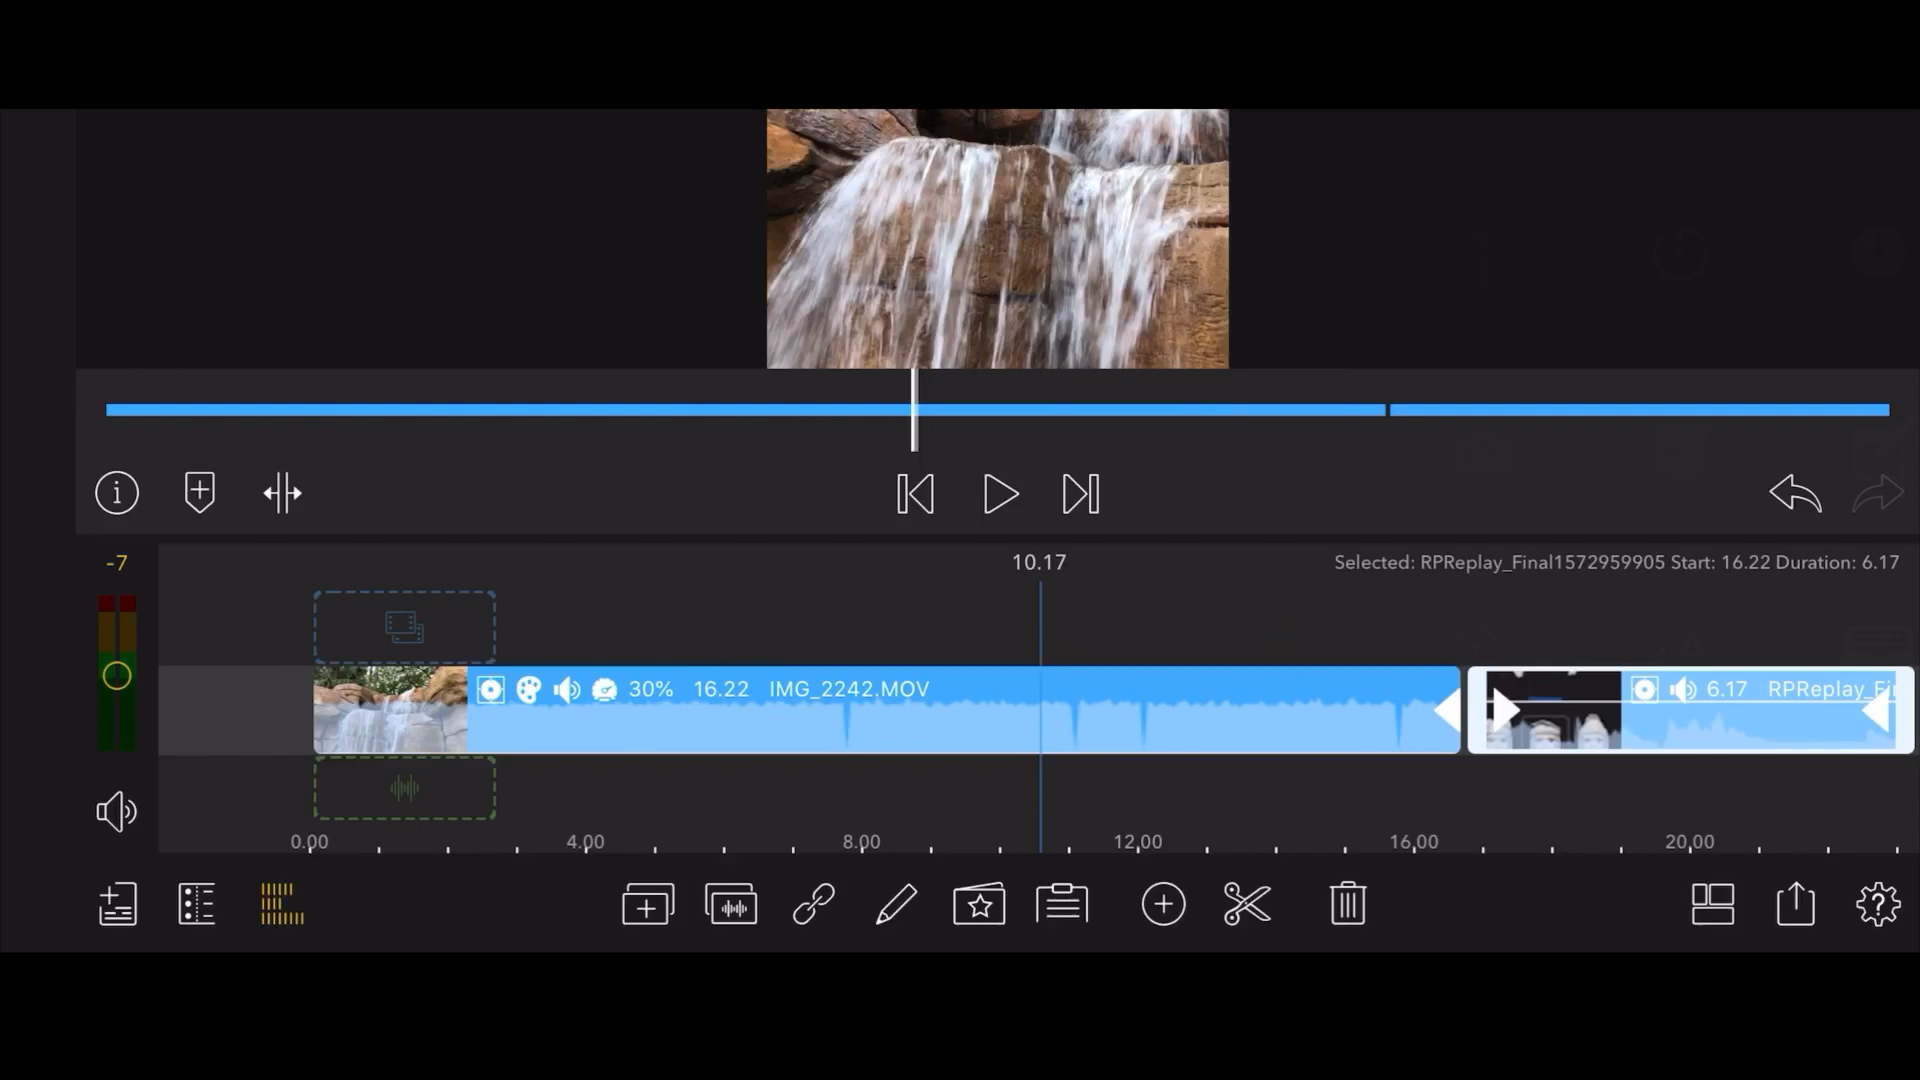 -7
10.17
Selected: RPReplay_Final1572959905 Start: 16.22 Duration: 6.17
30% 16.22 IMG_2242.MOV
6.17 RPReplay_Fi
0.00 4.00 8.00 12.00 16.00 20.00